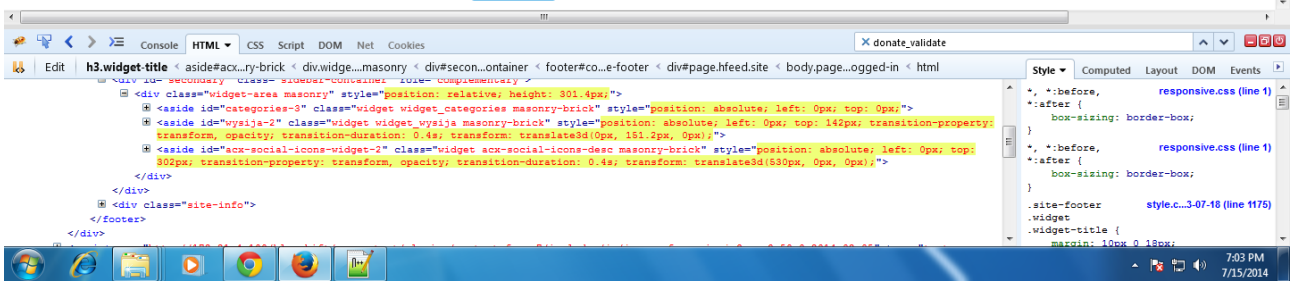 Console HTML CSS Script DOM Net Cookies donate_validate
Edit h3.widget-title < aside#acx...ry-brick < div.widge....masonry < div#secon...ontainer < footer#co...e-footer < div#page.hfeed.site < body.page...ogged-in < html
Style Computed Layout DOM Events
<div id="secondary" class="sidebar-container" role="complementary">
<div class="widget-area masonry" style="position: relative; height: 301.4px;">
<aside id="categories-3" class="widget widget_categories masonry-brick" style="position: absolute; left: 0px; top: 0px;">
<aside id="wysija-2" class="widget widget_wysija masonry-brick" style="position: absolute; left: 0px; top: 142px; transition-property:
transform, opacity; transition-duration: 0.4s; transform: translate3d(0px, 151.2px, 0px);">
<aside id="acx-social-icons-widget-2" class="widget acx-social-icons-desc masonry-brick" style="position: absolute; left: 0px; top:
302px; transition-property: transform, opacity; transition-duration: 0.4s; transform: translate3d(530px, 0px, 0px);">
</div>
</div>
<div class="site-info">
</footer>
</div>
*, *:before, responsive.css (line 1)
*:after {
box-sizing: border-box;
}
*, *:before, responsive.css (line 1)
*:after {
box-sizing: border-box;
}
.site-footer style.c...3-07-18 (line 1175)
.widget
.widget-title {
margin: 10px 0 18px;
7:03 PM
7/15/2014